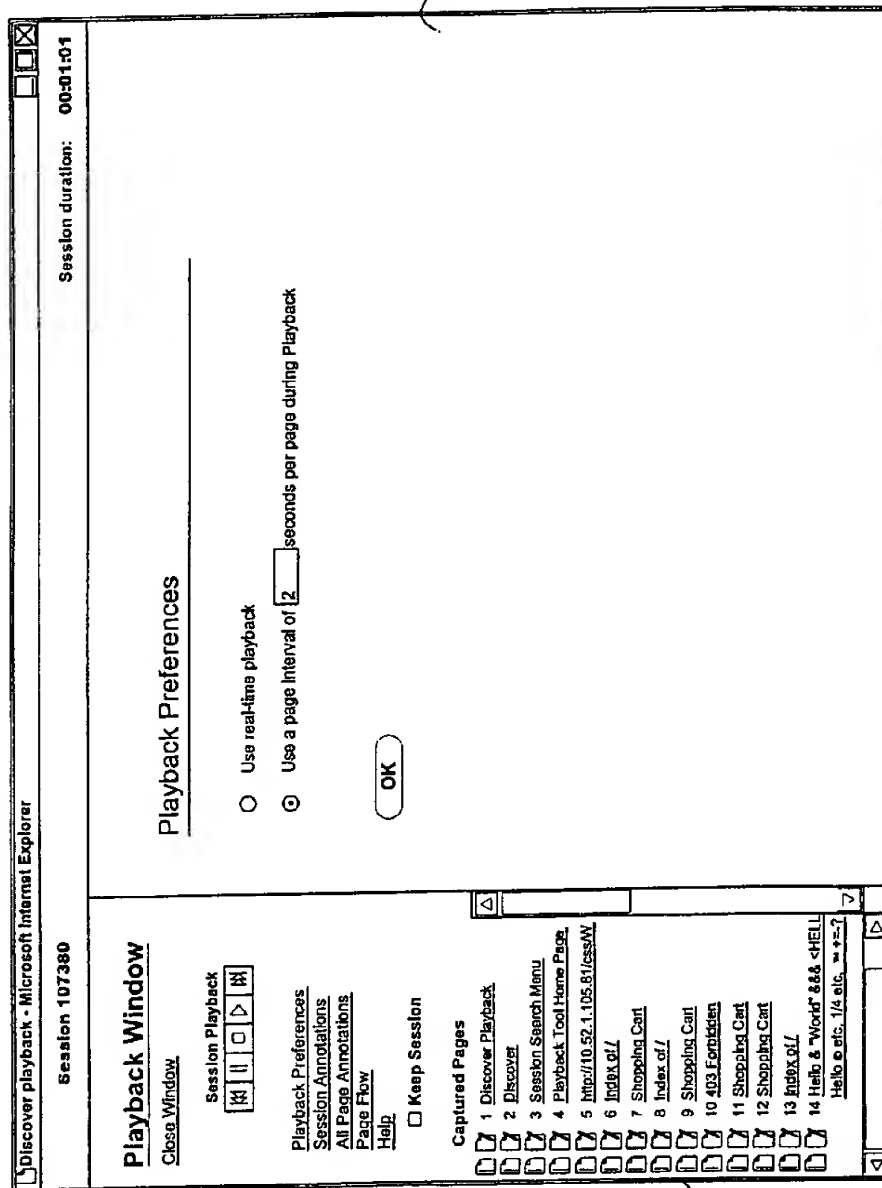 Discover playback - Microsoft Internet Explorer
Session 107380
Session duration: 00:01:01
Playback Window
Close Window
Session Playback
Playback Preferences
Session Annotations
All Page Annotations
Page Flow
Help
Keep Session
Captured Pages
1 Discover Playback
2 Discover
3 Session Search Menu
4 Playback Tool Home Page
5 http://10.52.1.105.81/css/W
6 Index of /
7 Shopping Cart
8 Index of /
9 Shopping Cart
10 403 Forbidden
11 Shopping Cart
12 Shopping Cart
13 Index of /
14 Hello & "World" &&& <HELL
Hello © etc, 1/4 etc, ™ +=-?
Playback Preferences
Use real-time playback
Use a page interval of 2 seconds per page during Playback
OK